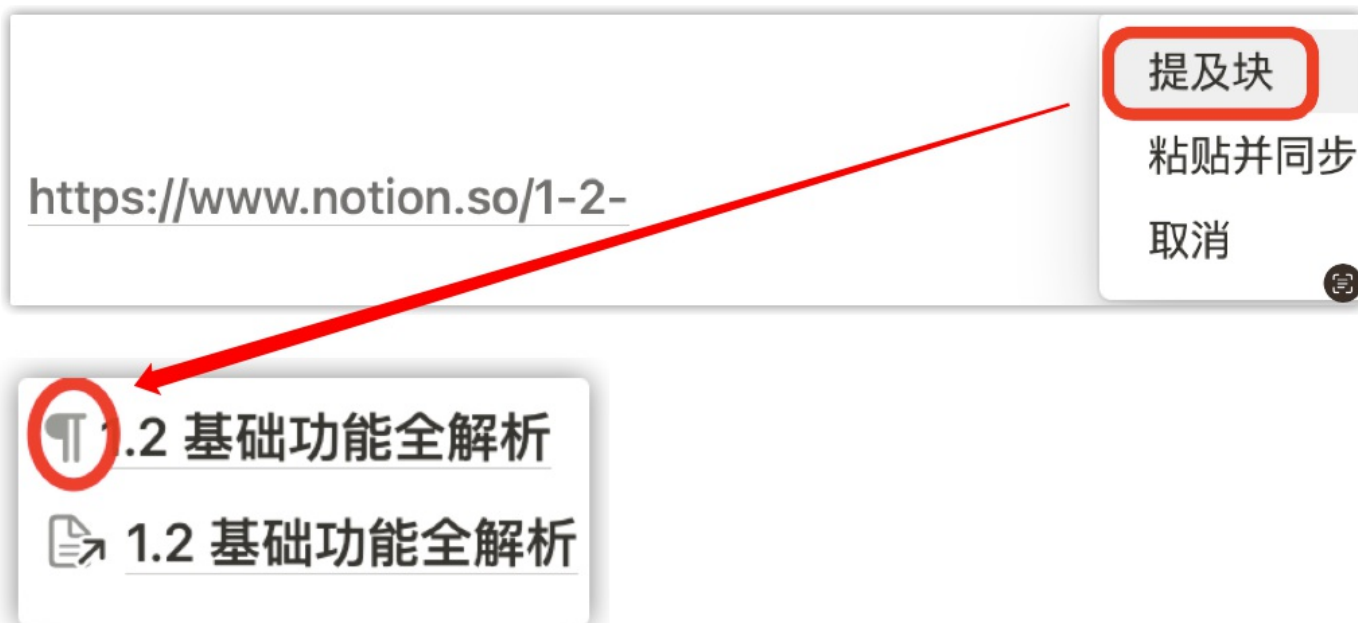 提及块
粘贴并同步
取消
https://www.notion.so/1-2-
¶ 1.2 基础功能全解析
1.2 基础功能全解析